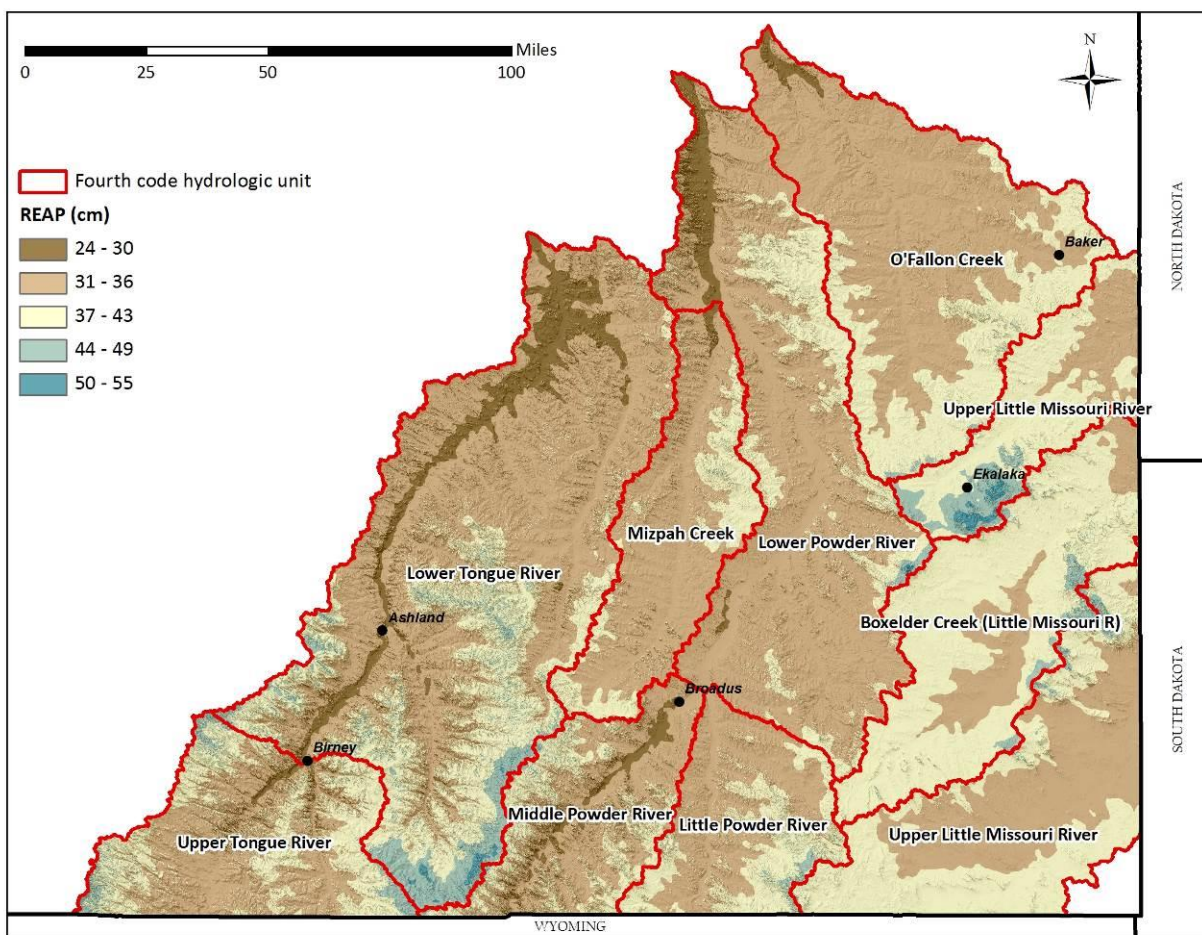 Miles
0 25 50 100
N
Fourth code hydrologic unit
REAP (cm)
24 - 30
31 - 36
37 - 43
44 - 49
50 - 55
Baker
O'Fallon Creek
NORTH DAKOTA
Upper Little Missouri River
Ekalaka
Mizpah Creek
Lower Powder River
Lower Tongue River
Ashland
Boxelder Creek (Little Missouri R)
SOUTH DAKOTA
Broadus
Birney
Middle Powder River
Little Powder River
Upper Little Missouri River
Upper Tongue River
WYOMING